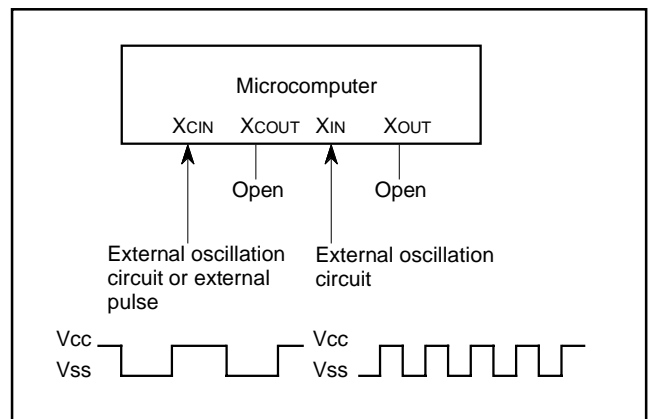 Microcomputer
XCIN XCOUT XIN XOUT
Open Open
External oscillation
circuit or external
pulse
External oscillation
circuit
Vcc Vcc
Vss Vss